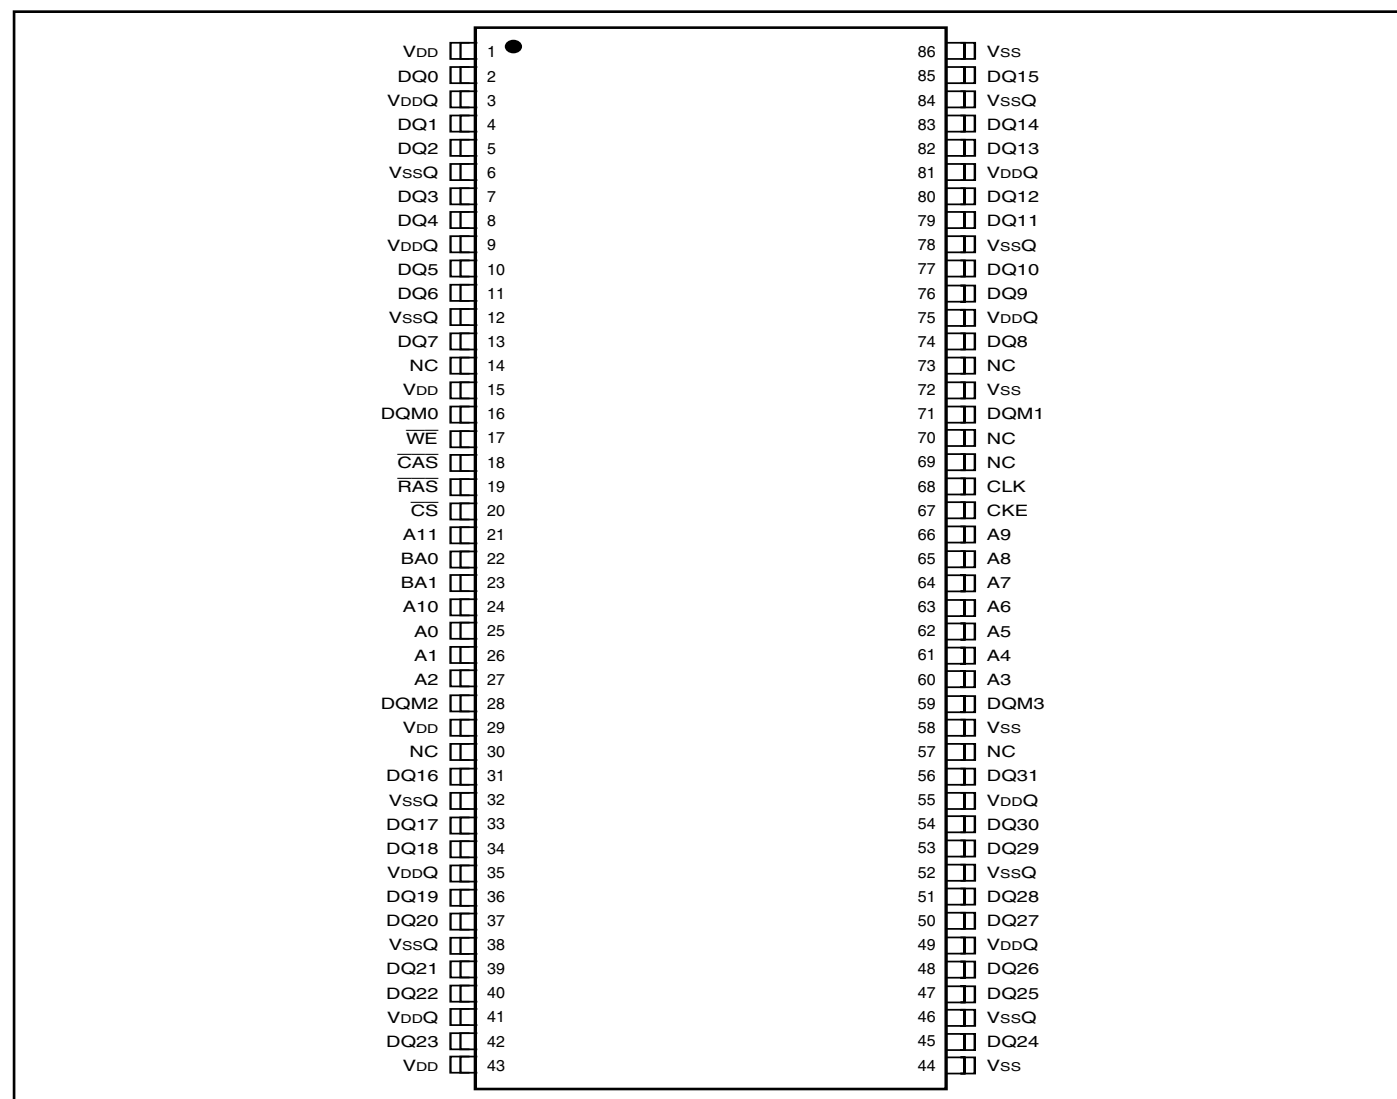 VDD 1 86 VSS
DQ0 2 85 DQ15
VDDQ 3 84 VSSQ
DQ1 4 83 DQ14
DQ2 5 82 DQ13
VSSQ 6 81 VDDQ
DQ3 7 80 DQ12
DQ4 8 79 DQ11
VDDQ 9 78 VSSQ
DQ5 10 77 DQ10
DQ6 11 76 DQ9
VSSQ 12 75 VDDQ
DQ7 13 74 DQ8
NC 14 73 NC
VDD 15 72 VSS
DQM0 16 71 DQM1
W̅E̅ 17 70 NC
C̅A̅S̅ 18 69 NC
R̅A̅S̅ 19 68 CLK
C̅S̅ 20 67 CKE
A11 21 66 A9
BA0 22 65 A8
BA1 23 64 A7
A10 24 63 A6
A0 25 62 A5
A1 26 61 A4
A2 27 60 A3
DQM2 28 59 DQM3
VDD 29 58 VSS
NC 30 57 NC
DQ16 31 56 DQ31
VSSQ 32 55 VDDQ
DQ17 33 54 DQ30
DQ18 34 53 DQ29
VDDQ 35 52 VSSQ
DQ19 36 51 DQ28
DQ20 37 50 DQ27
VSSQ 38 49 VDDQ
DQ21 39 48 DQ26
DQ22 40 47 DQ25
VDDQ 41 46 VSSQ
DQ23 42 45 DQ24
VDD 43 44 VSS